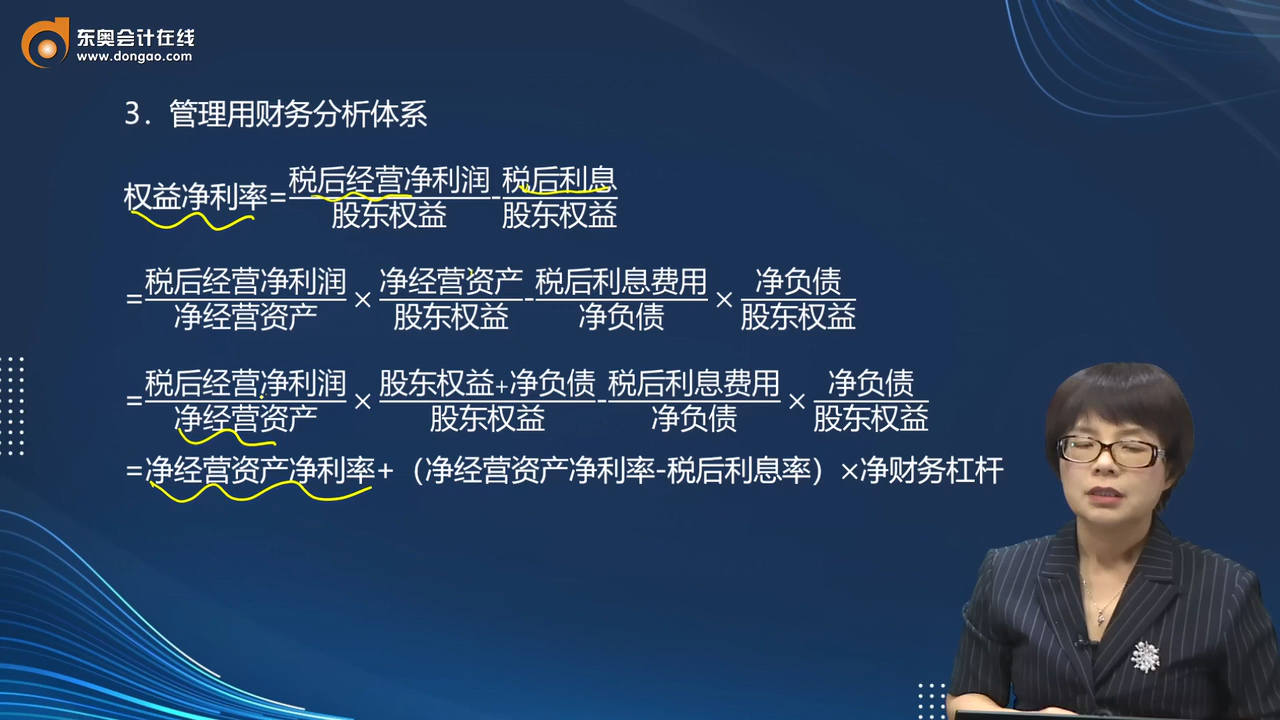 东奥会计在线
www.dongao.com
3．管理用财务分析体系
权益净利率=税后经营净利润/股东权益-税后利息/股东权益
=税后经营净利润/净经营资产×净经营资产/股东权益-税后利息费用/净负债×净负债/股东权益
=税后经营净利润/净经营资产×股东权益+净负债/股东权益-税后利息费用/净负债×净负债/股东权益
=净经营资产净利率+（净经营资产净利率-税后利息率）×净财务杠杆